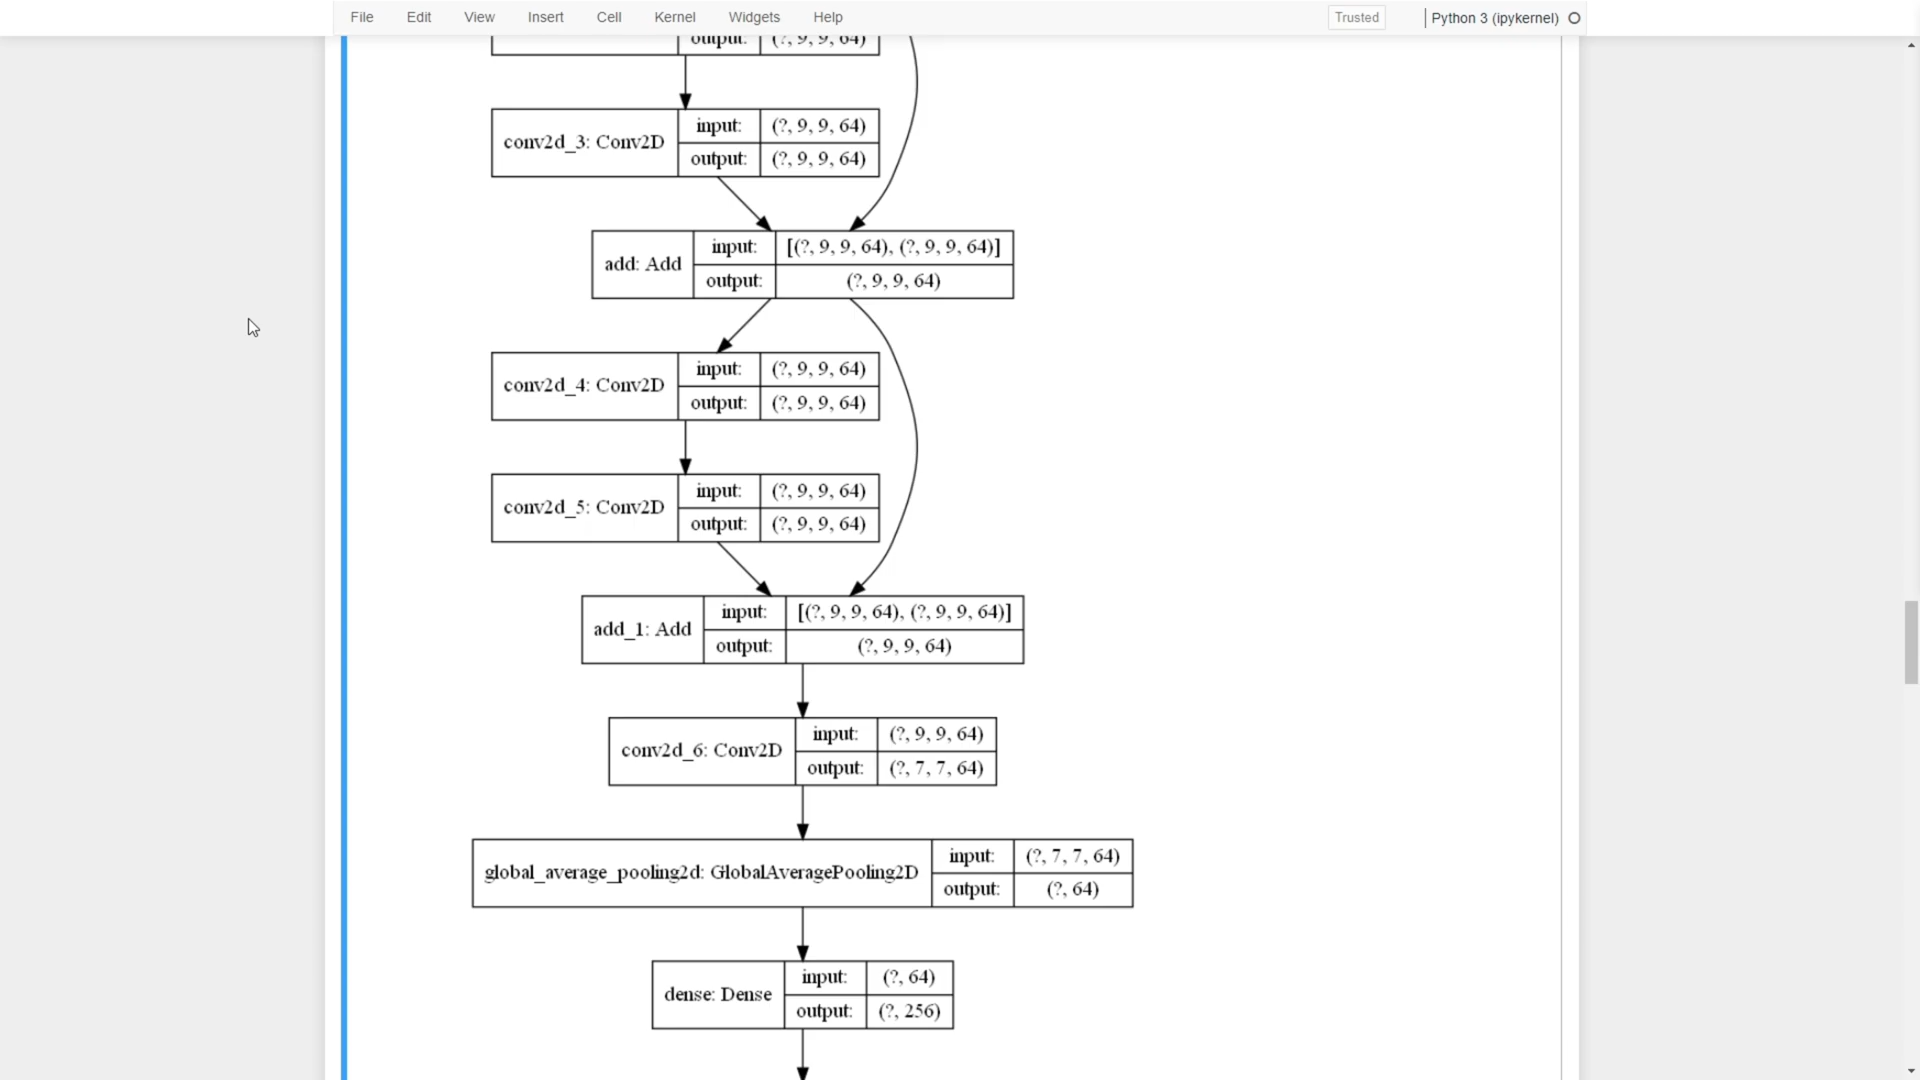 File Edit View Insert Cell Kernel Widgets Help Trusted Python 3 (ipykernel)
output: (?, 9, 9, 64)
conv2d_3: Conv2D
input: (?, 9, 9, 64)
output: (?, 9, 9, 64)
add: Add
input: [(?, 9, 9, 64), (?, 9, 9, 64)]
output: (?, 9, 9, 64)
conv2d_4: Conv2D
input: (?, 9, 9, 64)
output: (?, 9, 9, 64)
conv2d_5: Conv2D
input: (?, 9, 9, 64)
output: (?, 9, 9, 64)
add_1: Add
input: [(?, 9, 9, 64), (?, 9, 9, 64)]
output: (?, 9, 9, 64)
conv2d_6: Conv2D
input: (?, 9, 9, 64)
output: (?, 7, 7, 64)
global_average_pooling2d: GlobalAveragePooling2D
input: (?, 7, 7, 64)
output: (?, 64)
dense: Dense
input: (?, 64)
output: (?, 256)